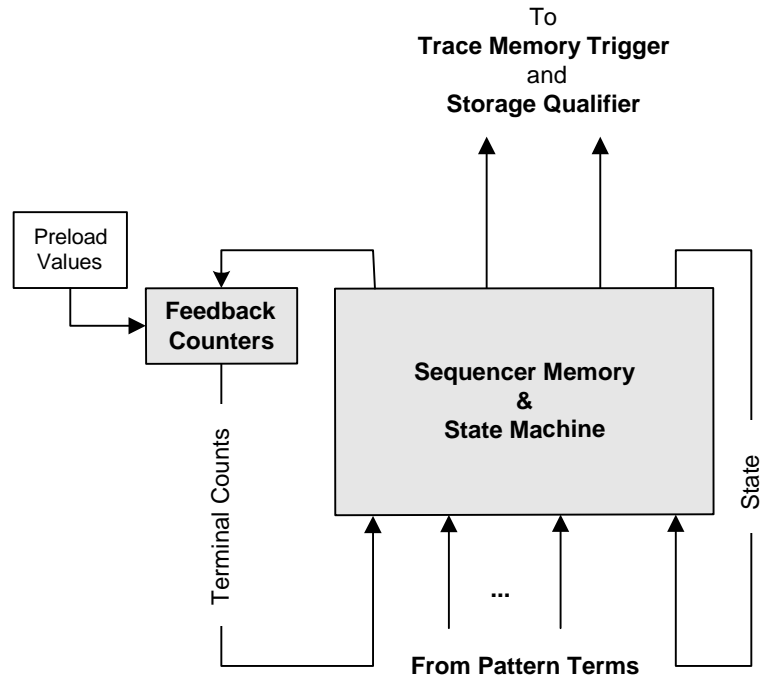 To
Trace Memory Trigger
and
Storage Qualifier
Preload
Values
Feedback
Counters
Sequencer Memory
&
State Machine
Terminal Counts
State
...
From Pattern Terms